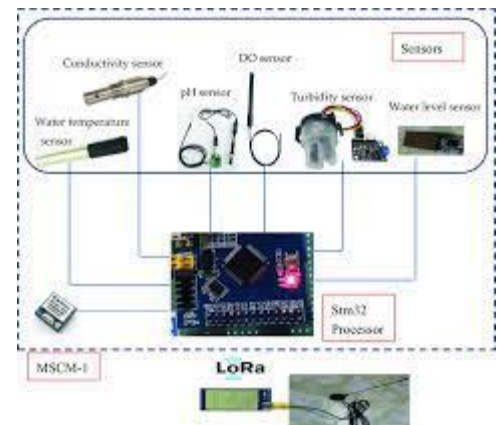 Sensors
Conductivity sensor
DO sensor
pH sensor
Turbidity sensor
Water level sensor
Water temperature
sensor
Stm32
Processor
MSCM-1
LoRa